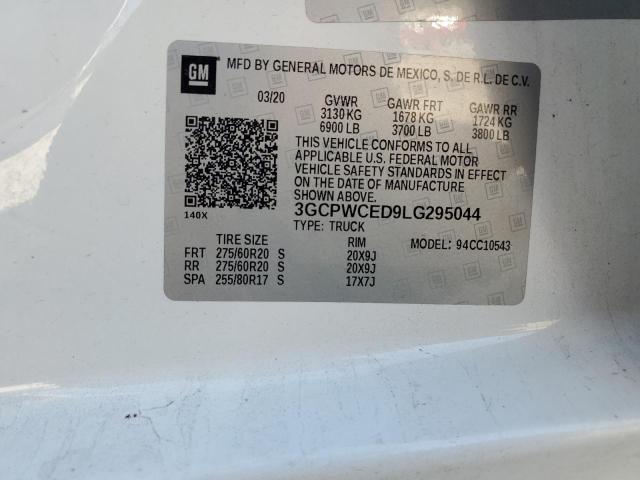 GM MFD BY GENERAL MOTORS DE MEXICO, S. DE R.L. DE C.V.
03/20 GVWR GAWR FRT GAWR RR
3130 KG 1678 KG 1724 KG
6900 LB 3700 LB 3800 LB
THIS VEHICLE CONFORMS TO ALL
APPLICABLE U.S. FEDERAL MOTOR
VEHICLE SAFETY STANDARDS IN EFFECT
ON THE DATE OF MANUFACTURE
SHOWN ABOVE.
140X 3GCPWCED9LG295044
TYPE: TRUCK
TIRE SIZE RIM MODEL: 94CC10543
FRT 275/60R20 S 20X9J
RR 275/60R20 S 20X9J
SPA 255/80R17 S 17X7J